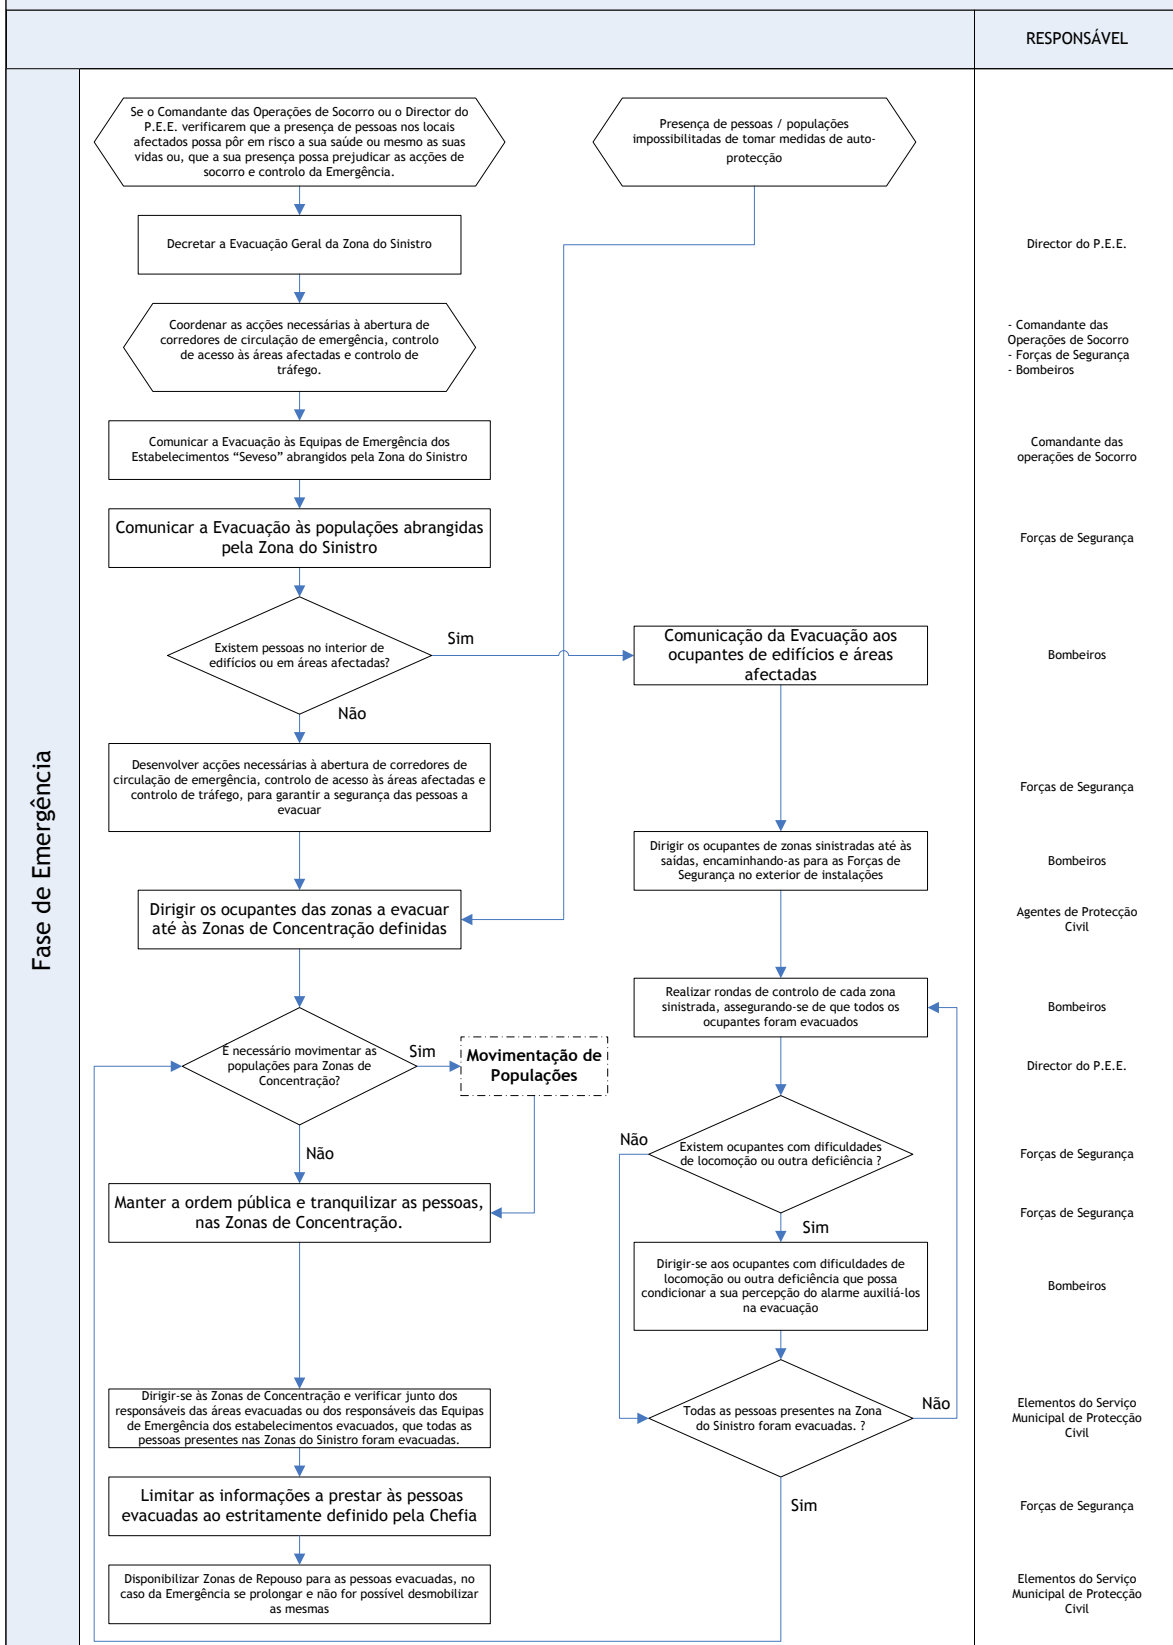 RESPONSÁVEL
Fase de Emergência
Se o Comandante das Operações de Socorro ou o Director do
P.E.E. verificarem que a presença de pessoas nos locais
afectados possa pôr em risco a sua saúde ou mesmo as suas
vidas ou, que a sua presença possa prejudicar as acções de
socorro e controlo da Emergência.
Presença de pessoas / populações
impossibilitadas de tomar medidas de auto-
protecção
Decretar a Evacuação Geral da Zona do Sinistro
Director do P.E.E.
Coordenar as acções necessárias à abertura de
corredores de circulação de emergência, controlo
de acesso às áreas afectadas e controlo de
tráfego.
- Comandante das
Operações de Socorro
- Forças de Segurança
- Bombeiros
Comunicar a Evacuação às Equipas de Emergência dos
Estabelecimentos “Seveso” abrangidos pela Zona do Sinistro
Comandante das
operações de Socorro
Comunicar a Evacuação às populações abrangidas
pela Zona do Sinistro
Forças de Segurança
Existem pessoas no interior de
edifícios ou em áreas afectadas?
Sim
Não
Comunicação da Evacuação aos
ocupantes de edifícios e áreas
afectadas
Bombeiros
Desenvolver acções necessárias à abertura de corredores de
circulação de emergência, controlo de acesso às áreas afectadas e
controlo de tráfego, para garantir a segurança das pessoas a
evacuar
Forças de Segurança
Dirigir os ocupantes de zonas sinistradas até às
saídas, encaminhando-as para as Forças de
Segurança no exterior de instalações
Bombeiros
Dirigir os ocupantes das zonas a evacuar
até às Zonas de Concentração definidas
Agentes de Protecção
Civil
Realizar rondas de controlo de cada zona
sinistrada, assegurando-se de que todos os
ocupantes foram evacuados
Bombeiros
É necessário movimentar as
populações para Zonas de
Concentração?
Sim
Não
Movimentação de
Populações
Director do P.E.E.
Não
Existem ocupantes com dificuldades
de locomoção ou outra deficiência ?
Sim
Forças de Segurança
Manter a ordem pública e tranquilizar as pessoas,
nas Zonas de Concentração.
Forças de Segurança
Dirigir-se aos ocupantes com dificuldades de
locomoção ou outra deficiência que possa
condicionar a sua percepção do alarme auxiliá-los
na evacuação
Bombeiros
Dirigir-se às Zonas de Concentração e verificar junto dos
responsáveis das áreas evacuadas ou dos responsáveis das Equipas
de Emergência dos estabelecimentos evacuados, que todas as
pessoas presentes nas Zonas do Sinistro foram evacuadas.
Todas as pessoas presentes na Zona
do Sinistro foram evacuadas. ?
Não
Sim
Elementos do Serviço
Municipal de Protecção
Civil
Limitar as informações a prestar às pessoas
evacuadas ao estritamente definido pela Chefia
Forças de Segurança
Disponibilizar Zonas de Repouso para as pessoas evacuadas, no
caso da Emergência se prolongar e não for possível desmobilizar
as mesmas
Elementos do Serviço
Municipal de Protecção
Civil